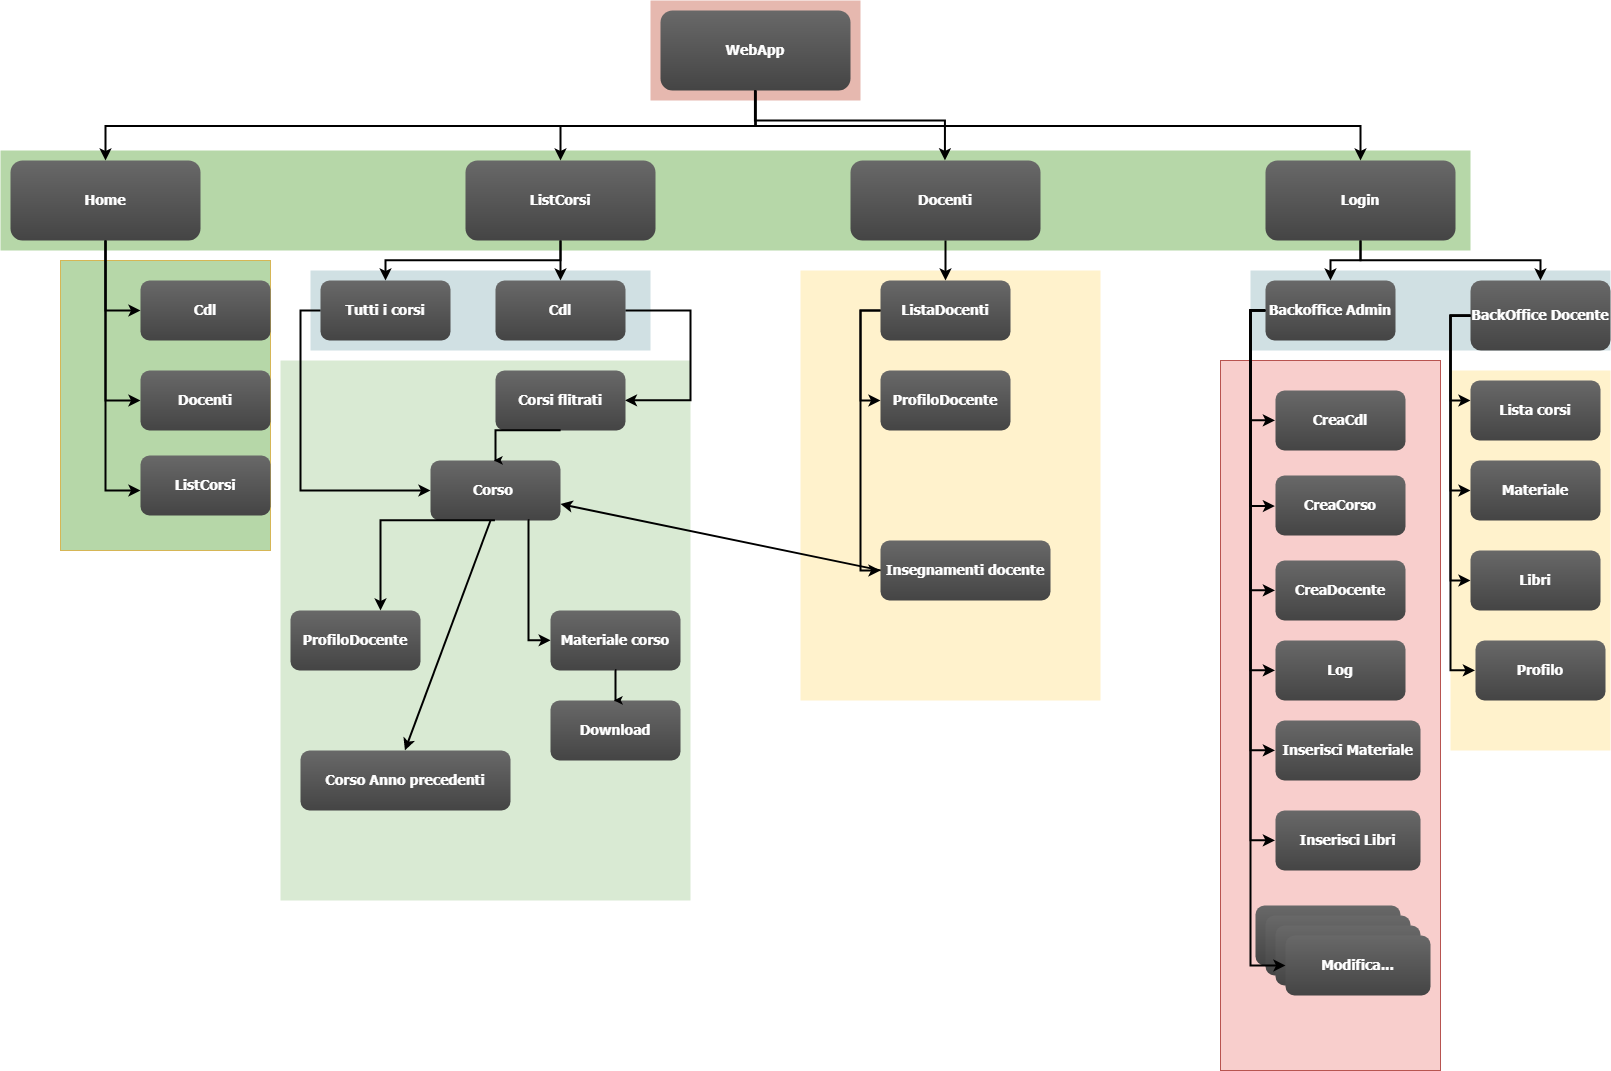 WebApp
Home
ListCorsi
Docenti
Login
Cdl
Docenti
ListCorsi
Tutti i corsi
Cdl
Corsi flitrati
Corso
ProfiloDocente
Materiale corso
Download
Corso Anno precedenti
ListaDocenti
ProfiloDocente
Insegnamenti docente
Backoffice Admin
BackOffice Docente
CreaCdl
CreaCorso
CreaDocente
Log
Inserisci Materiale
Inserisci Libri
Modifica...
Lista corsi
Materiale
Libri
Profilo